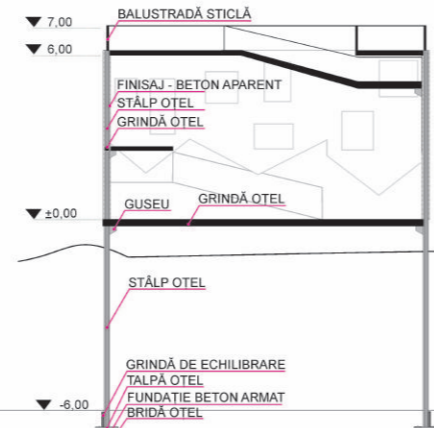 BALUSTRADĂ STICLĂ
7,00
6,00
FINISAJ - BETON APARENT
STÂLP OȚEL
GRINDĂ OȚEL
±0,00
GUSEU
GRINDĂ OȚEL
STÂLP OȚEL
GRINDĂ DE ECHILIBRARE
TALPĂ OȚEL
-6,00
FUNDAȚIE BETON ARMAT
BRIDĂ OȚEL